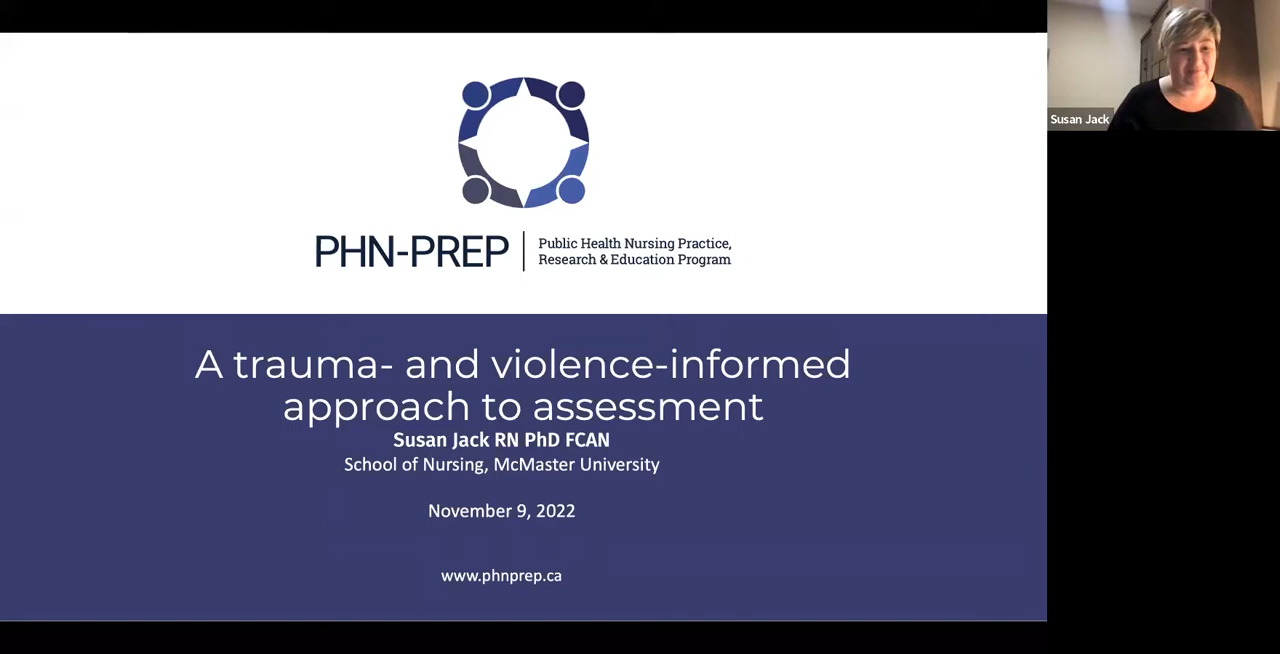 PHN-PREP
Public Health Nursing Practice,
Research & Education Program
A trauma- and violence-informed
approach to assessment
Susan Jack RN PhD FCAN
School of Nursing, McMaster University
November 9, 2022
www.phnprep.ca
Susan Jack